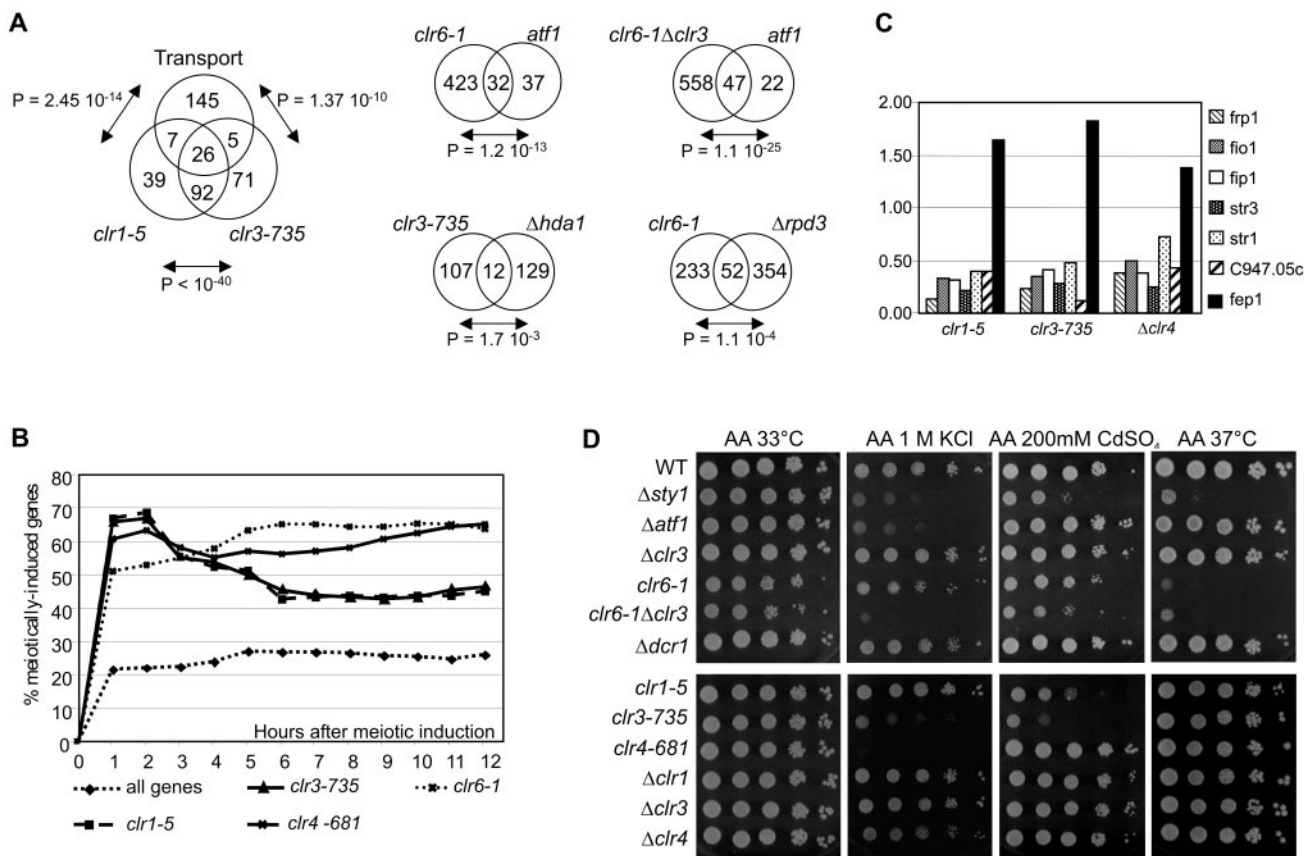 A
Transport
P = 2.45 10-14
P = 1.37 10-10
145
7
5
26
39
92
71
clr1-5
clr3-735
P < 10-40
clr6-1
atf1
423
32
37
P = 1.2 10-13
clr6-1Δclr3
atf1
558
47
22
P = 1.1 10-25
clr3-735
Δhda1
107
12
129
P = 1.7 10-3
clr6-1
Δrpd3
233
52
354
P = 1.1 10-4
C
2.00
1.50
1.00
0.50
0.00
clr1-5
clr3-735
Δclr4
frp1
fio1
fip1
str3
str1
C947.05c
fep1
B
% meiotically-induced genes
80
70
60
50
40
30
20
10
0
Hours after meiotic induction
0 1 2 3 4 5 6 7 8 9 10 11 12
all genes
clr3-735
clr6-1
clr1-5
clr4 -681
D
AA 33°C
AA 1 M KCl
AA 200mM CdSO4
AA 37°C
WT
Δsty1
Δatf1
Δclr3
clr6-1
clr6-1Δclr3
Δdcr1
clr1-5
clr3-735
clr4-681
Δclr1
Δclr3
Δclr4